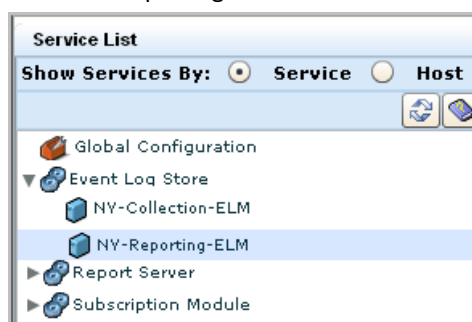 Service List
Show Services By: Service Host
Global Configuration
Event Log Store
NY-Collection-ELM
NY-Reporting-ELM
Report Server
Subscription Module